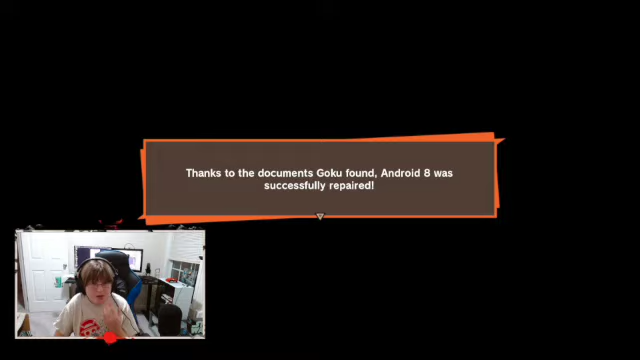 Thanks to the documents Goku found, Android 8 was
successfully repaired!